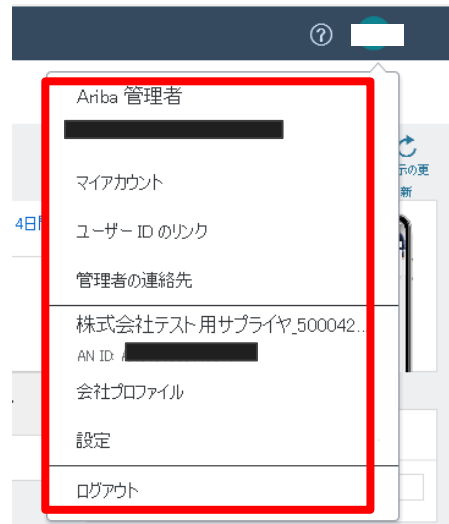 ?
Ariba 管理者
示の更
新
マイアカウント
4日
ユーザー ID のリンク
管理者の連絡先
株式会社テスト用サプライヤ_500042...
AN ID:
会社プロファイル
設定
ログアウト